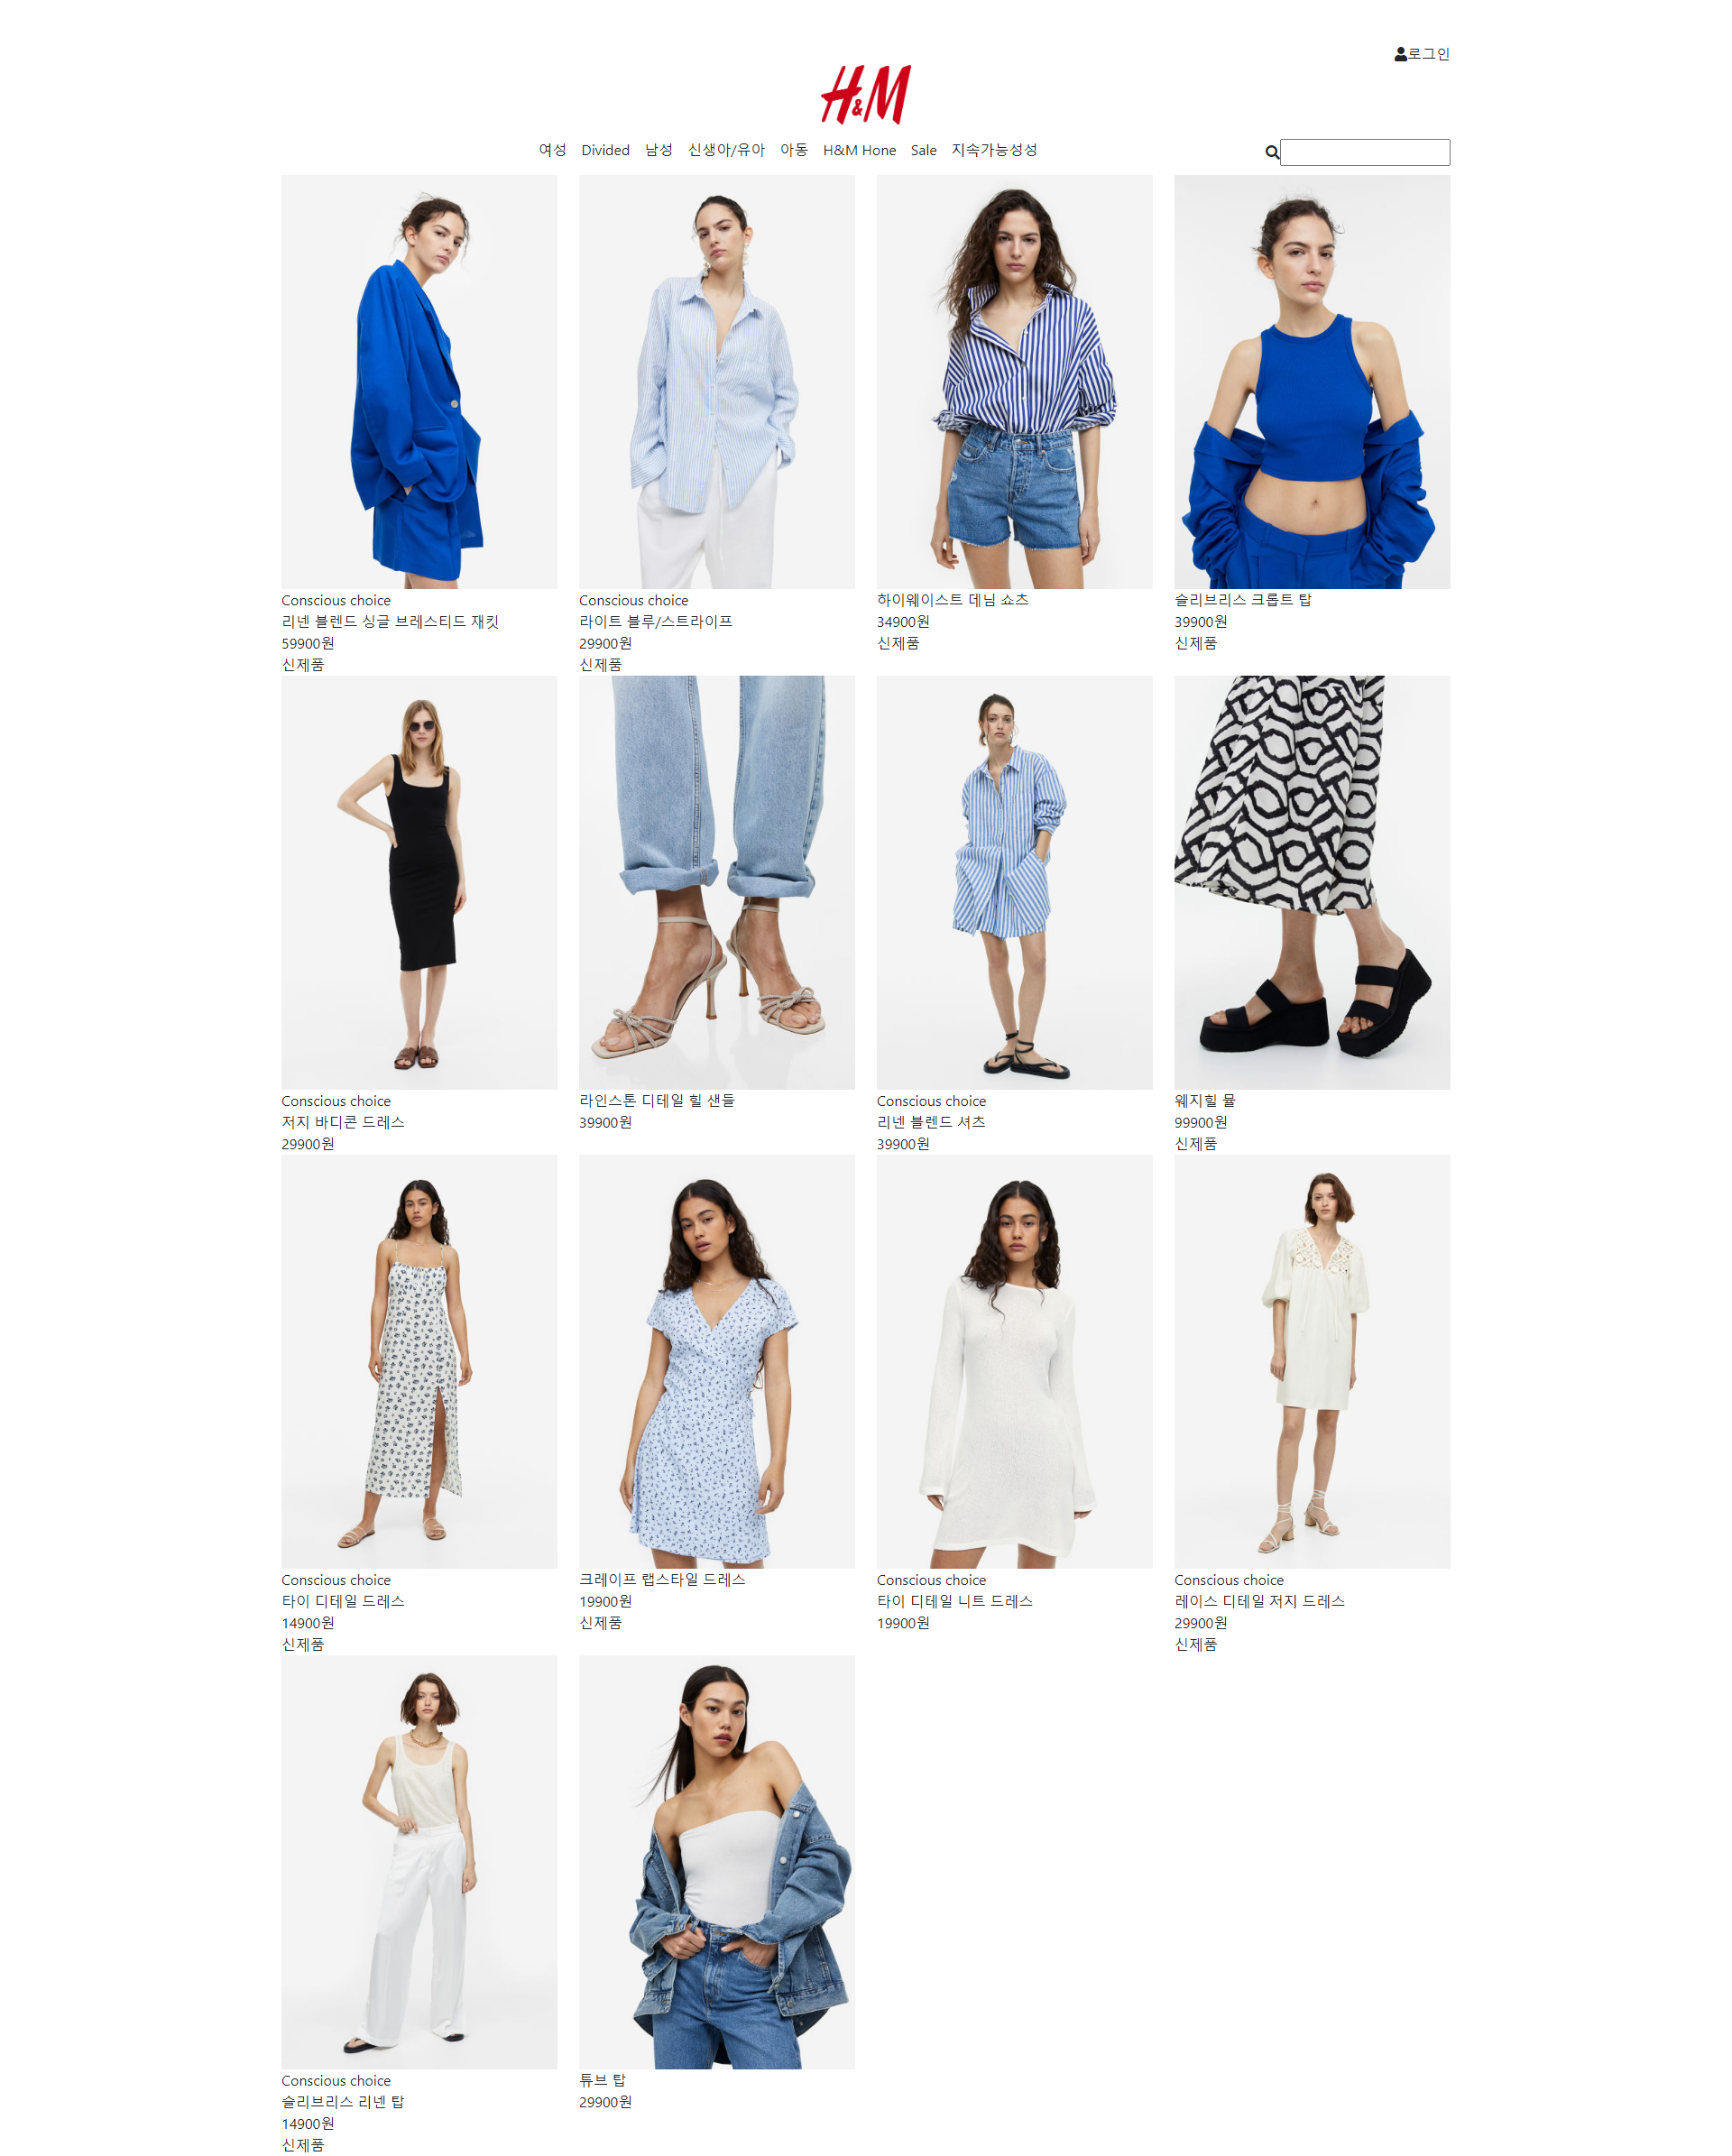 로그인
H&M
여성 Divided 남성 신생아/유아 아동 H&M Hone Sale 지속가능성성
Conscious choice
리넨 블렌드 싱글 브레스티드 재킷
59900원
신제품
Conscious choice
라이트 블루/스트라이프
29900원
신제품
하이웨이스트 데님 쇼츠
34900원
신제품
슬리브리스 크롭트 탑
39900원
신제품
Conscious choice
저지 바디콘 드레스
29900원
라인스톤 디테일 힐 샌들
39900원
Conscious choice
리넨 블렌드 셔츠
39900원
웨지힐 뮬
99900원
신제품
Conscious choice
타이 디테일 드레스
14900원
신제품
크레이프 랩스타일 드레스
19900원
신제품
Conscious choice
타이 디테일 니트 드레스
19900원
Conscious choice
레이스 디테일 저지 드레스
29900원
신제품
Conscious choice
슬리브리스 리넨 탑
14900원
신제품
튜브 탑
29900원